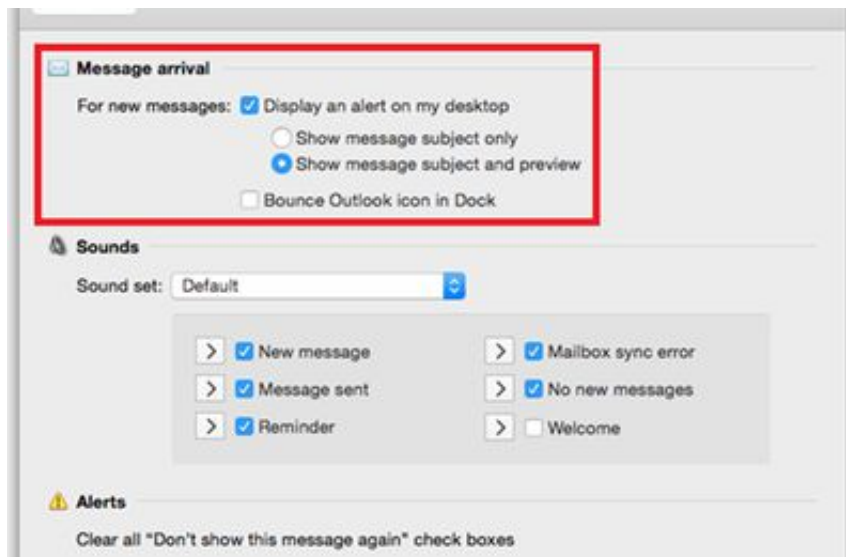 Message arrival
For new messages: Display an alert on my desktop
Show message subject only
Show message subject and preview
Bounce Outlook icon in Dock
Sounds
Sound set: Default
New message Mailbox sync error
Message sent No new messages
Reminder Welcome
Alerts
Clear all "Don't show this message again" check boxes